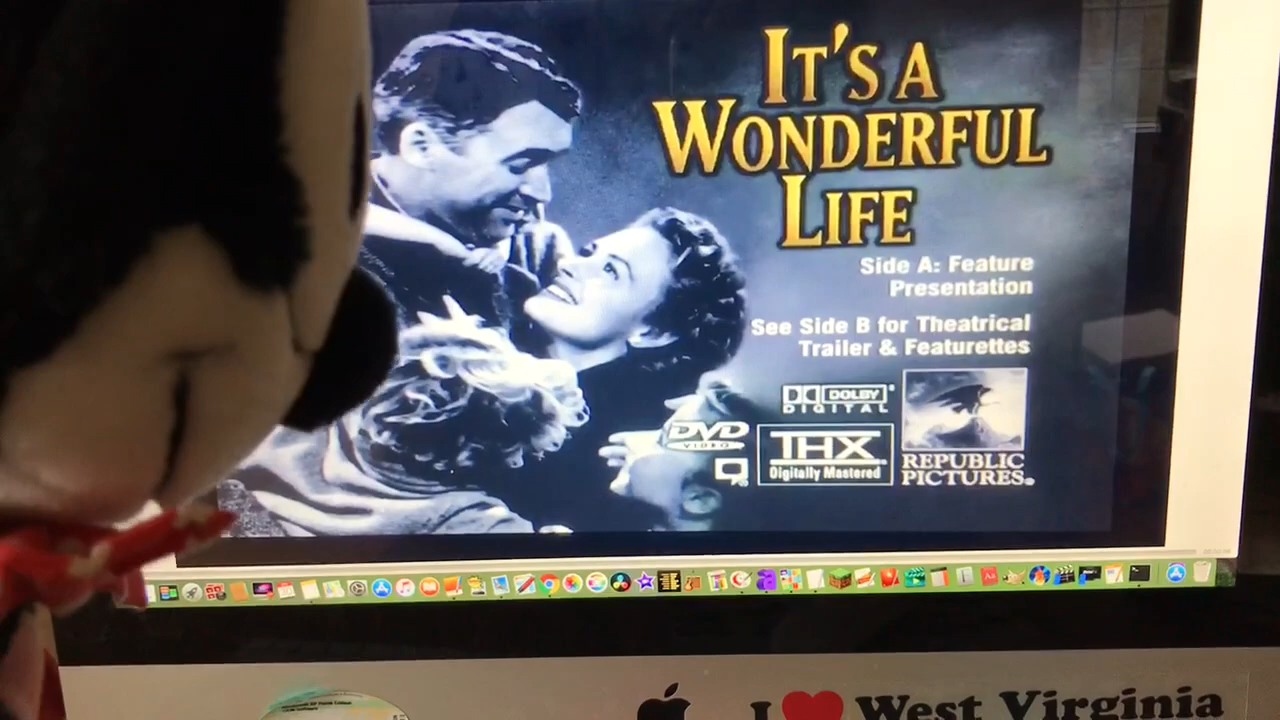 IT'S A
WONDERFUL
LIFE
Side A: Feature
Presentation
See Side B for Theatrical
Trailer & Featurettes
DOLBY
DIGITAL
DVD
VIDEO
THX
Digitally Mastered
REPUBLIC
PICTURES.
I ❤ West Virginia